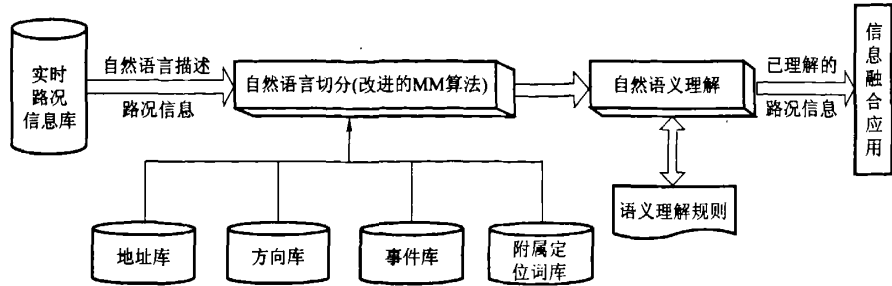 实时
路况
信息库
自然语言描述
路况信息
自然语言切分(改进的MM算法)
自然语义理解
已理解的
路况信息
信
息
融
合
应
用
语义理解规则
地址库
方向库
事件库
附属定
位词库